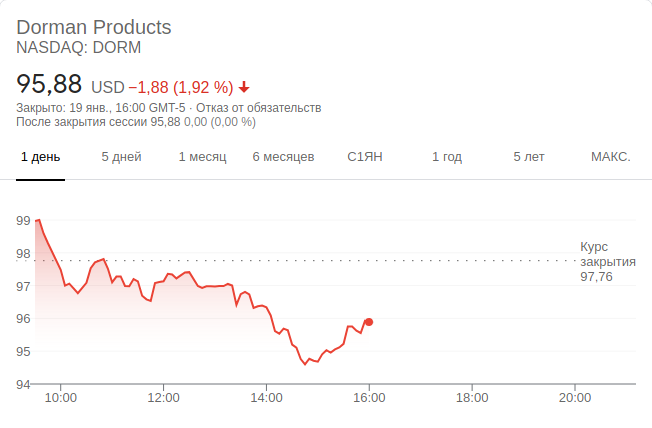 Dorman Products
NASDAQ: DORM
95,88 USD −1,88 (1,92 %)
Закрыто: 19 янв., 16:00 GMT-5 · Отказ от обязательств
После закрытия сессии 95,88 0,00 (0,00 %)
1 день 5 дней 1 месяц 6 месяцев С1ЯН 1 год 5 лет МАКС.
99
98
97
96
95
94
Курс
закрытия
97,76
10:00 12:00 14:00 16:00 18:00 20:00